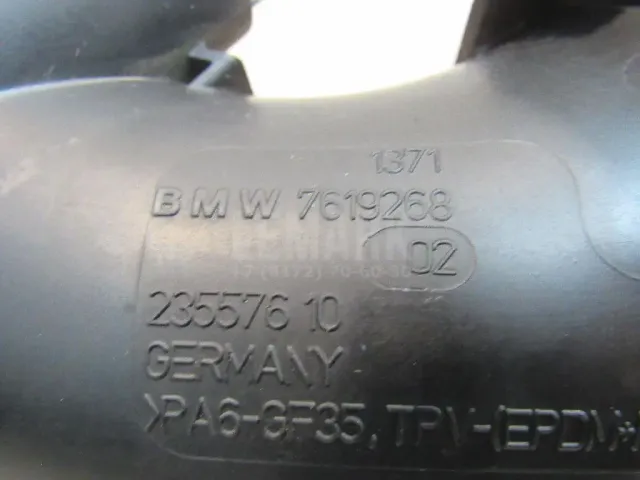 1371
BMW 7619268
02
235576 10
GERMANY
>PA6-GF35, TPV-(EPDM